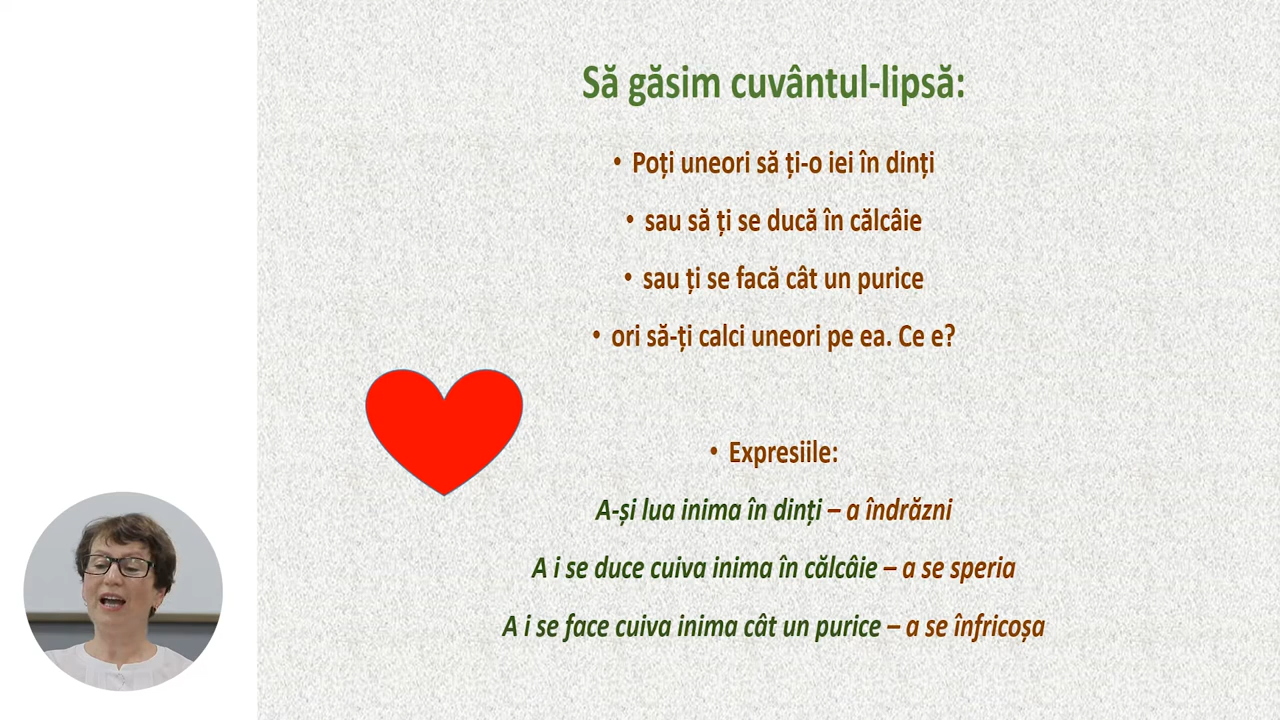 Să găsim cuvântul-lipsă:
• Poți uneori să ți-o iei în dinți
• sau să ți se ducă în călcâie
• sau ți se facă cât un purice
• ori să-ți calci uneori pe ea. Ce e?
• Expresiile:
A-și lua inima în dinți – a îndrăzni
A i se duce cuiva inima în călcâie – a se speria
A i se face cuiva inima cât un purice – a se înfricoșa